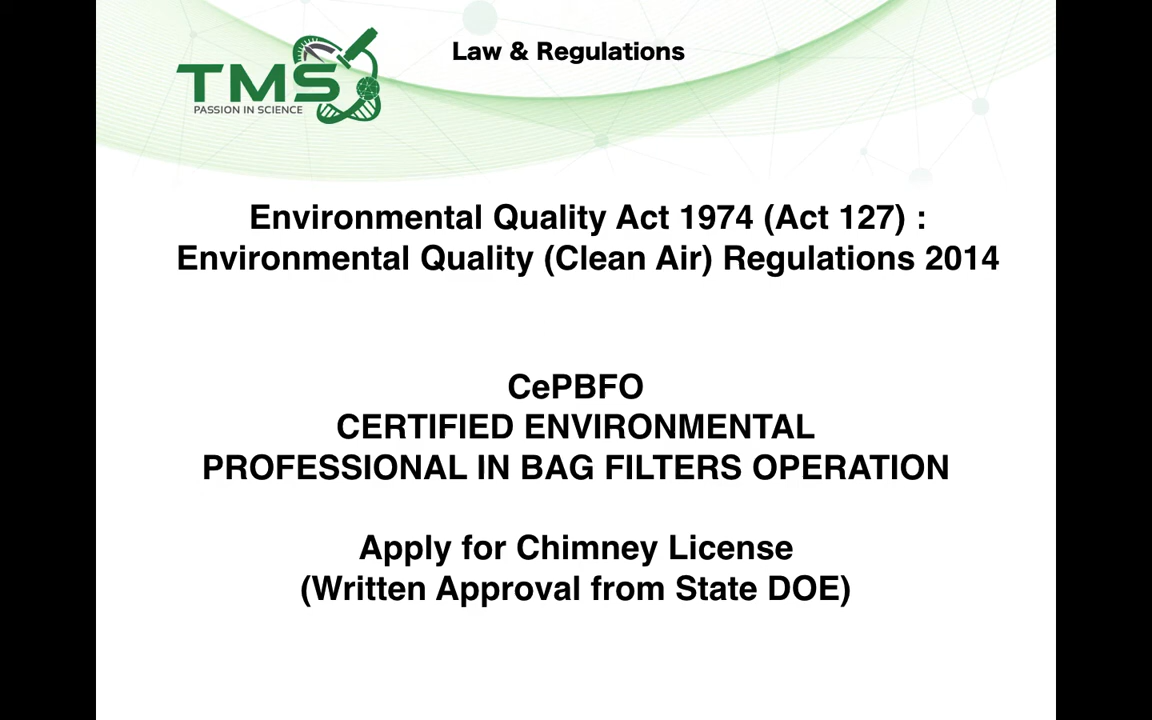 Law & Regulations
TMS
PASSION IN SCIENCE
Environmental Quality Act 1974 (Act 127) :
Environmental Quality (Clean Air) Regulations 2014
CePBFO
CERTIFIED ENVIRONMENTAL
PROFESSIONAL IN BAG FILTERS OPERATION
Apply for Chimney License
(Written Approval from State DOE)